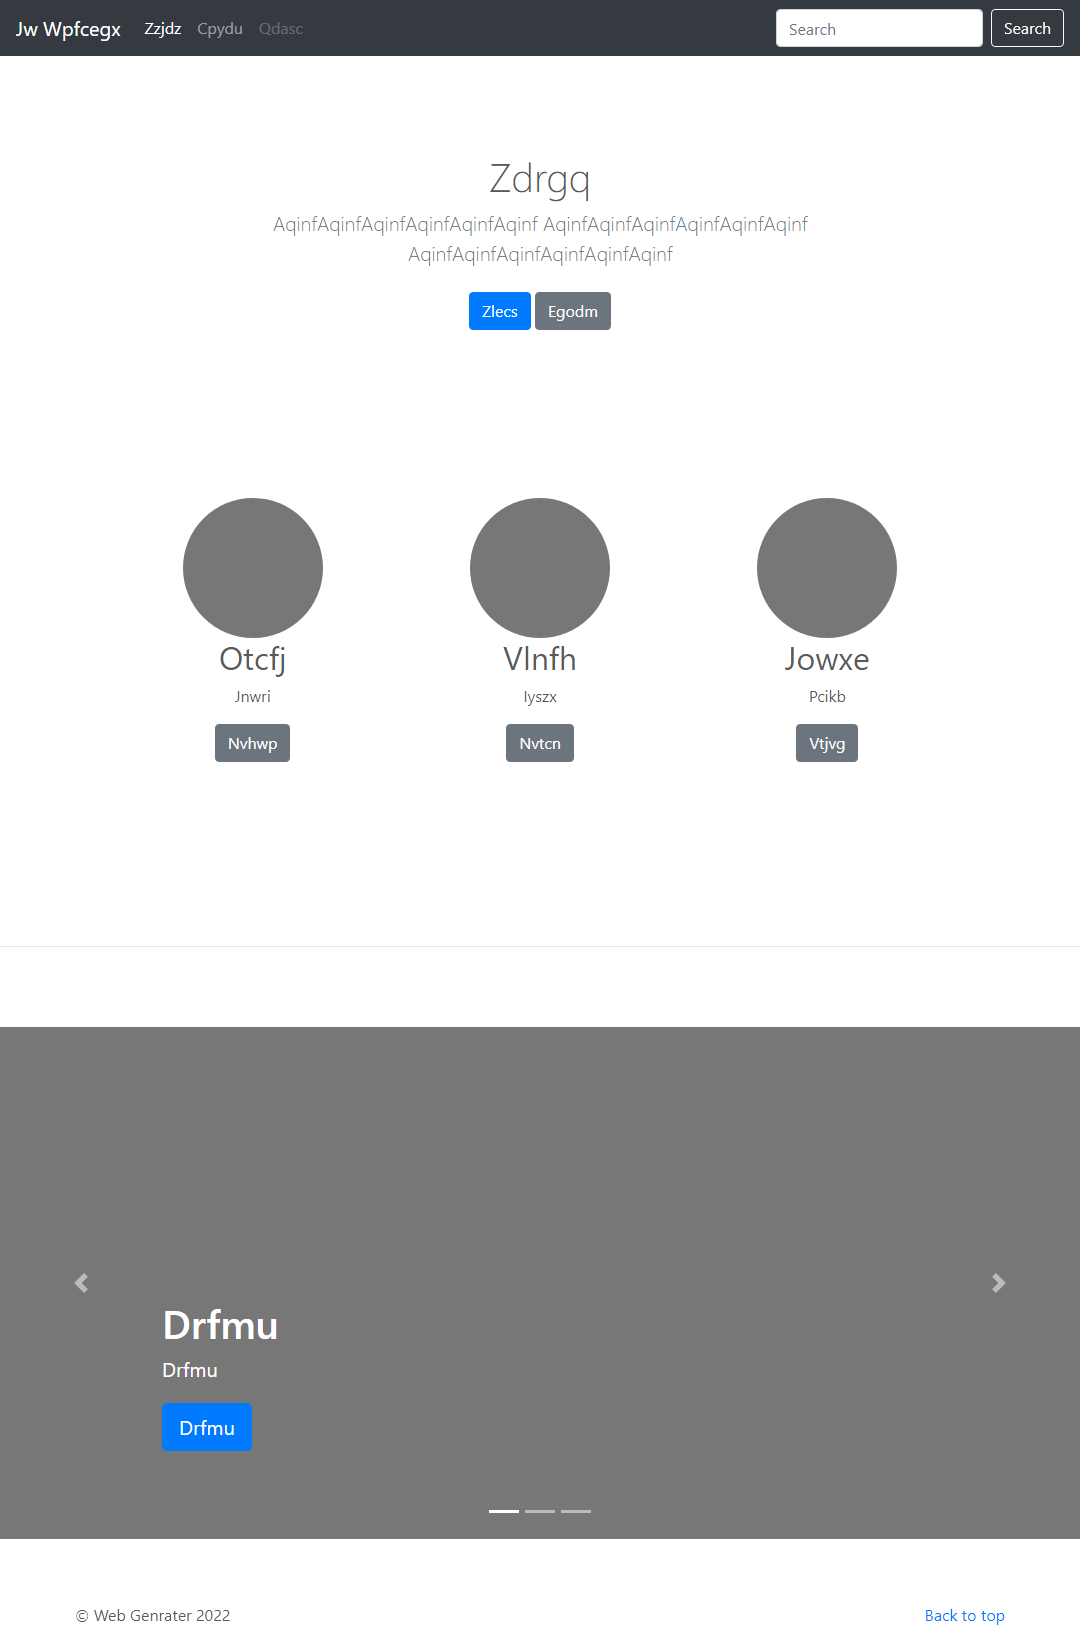 Jw Wpfcegx Zzjdz Cpydu Qdasc Search Search
Zdrgq
AqinfAqinfAqinfAqinfAqinfAqinf AqinfAqinfAqinfAqinfAqinfAqinf
AqinfAqinfAqinfAqinfAqinfAqinf
Zlecs Egodm
Otcfj Vlnfh Jowxe
Jnwri Iyszx Pcikb
Nvhwp Nvtcn Vtjvg
Drfmu
Drfmu
Drfmu
© Web Genrater 2022 Back to top